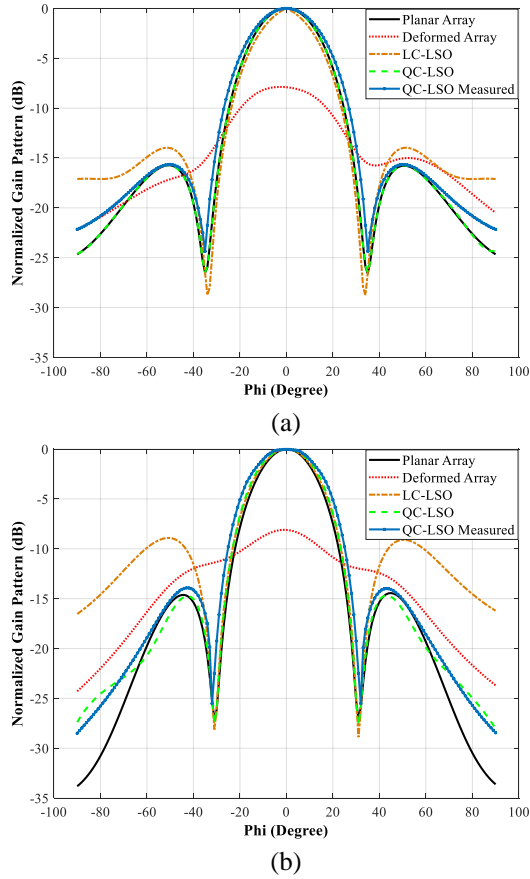 (a)
Normalized Gain Pattern (dB)
0
-5
-10
-15
-20
-25
-30
-35
-100 -80 -60 -40 -20 0 20 40 60 80 100
Phi (Degree)
Planar Array
Deformed Array
LC-LSO
QC-LSO
QC-LSO Measured
(b)
Normalized Gain Pattern (dB)
0
-5
-10
-15
-20
-25
-30
-35
-100 -80 -60 -40 -20 0 20 40 60 80 100
Phi (Degree)
Planar Array
Deformed Array
LC-LSO
QC-LSO
QC-LSO Measured